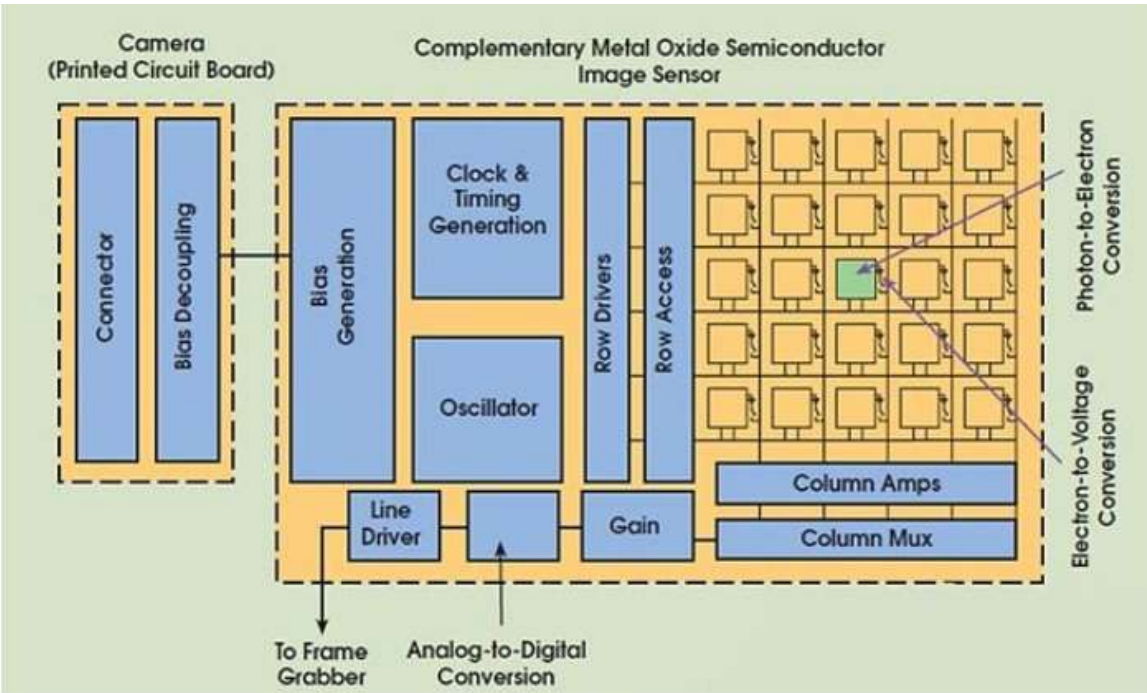 Camera
(Printed Circuit Board)
Complementary Metal Oxide Semiconductor
Image Sensor
Connector
Bias Decoupling
Bias
Generation
Clock &
Timing
Generation
Oscillator
Row Drivers
Row Access
Photon-to-Electron
Conversion
Electron-to-Voltage
Conversion
Column Amps
Column Mux
Gain
Line
Driver
To Frame
Grabber
Analog-to-Digital
Conversion